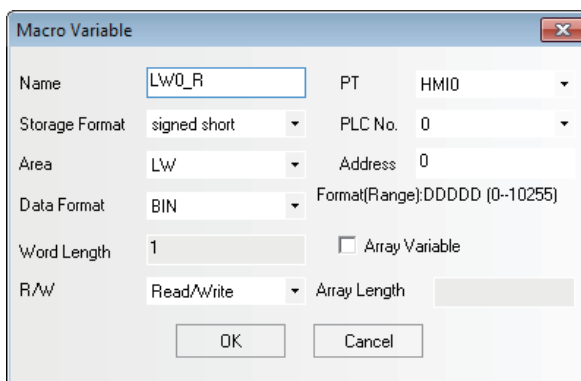 Macro Variable
Name LW0_R PT HMI0
Storage Format signed short PLC No. 0
Area LW Address 0
Data Format BIN Format(Range):DDDDD (0--10255)
Word Length 1 Array Variable
R/W Read/Write Array Length
OK Cancel